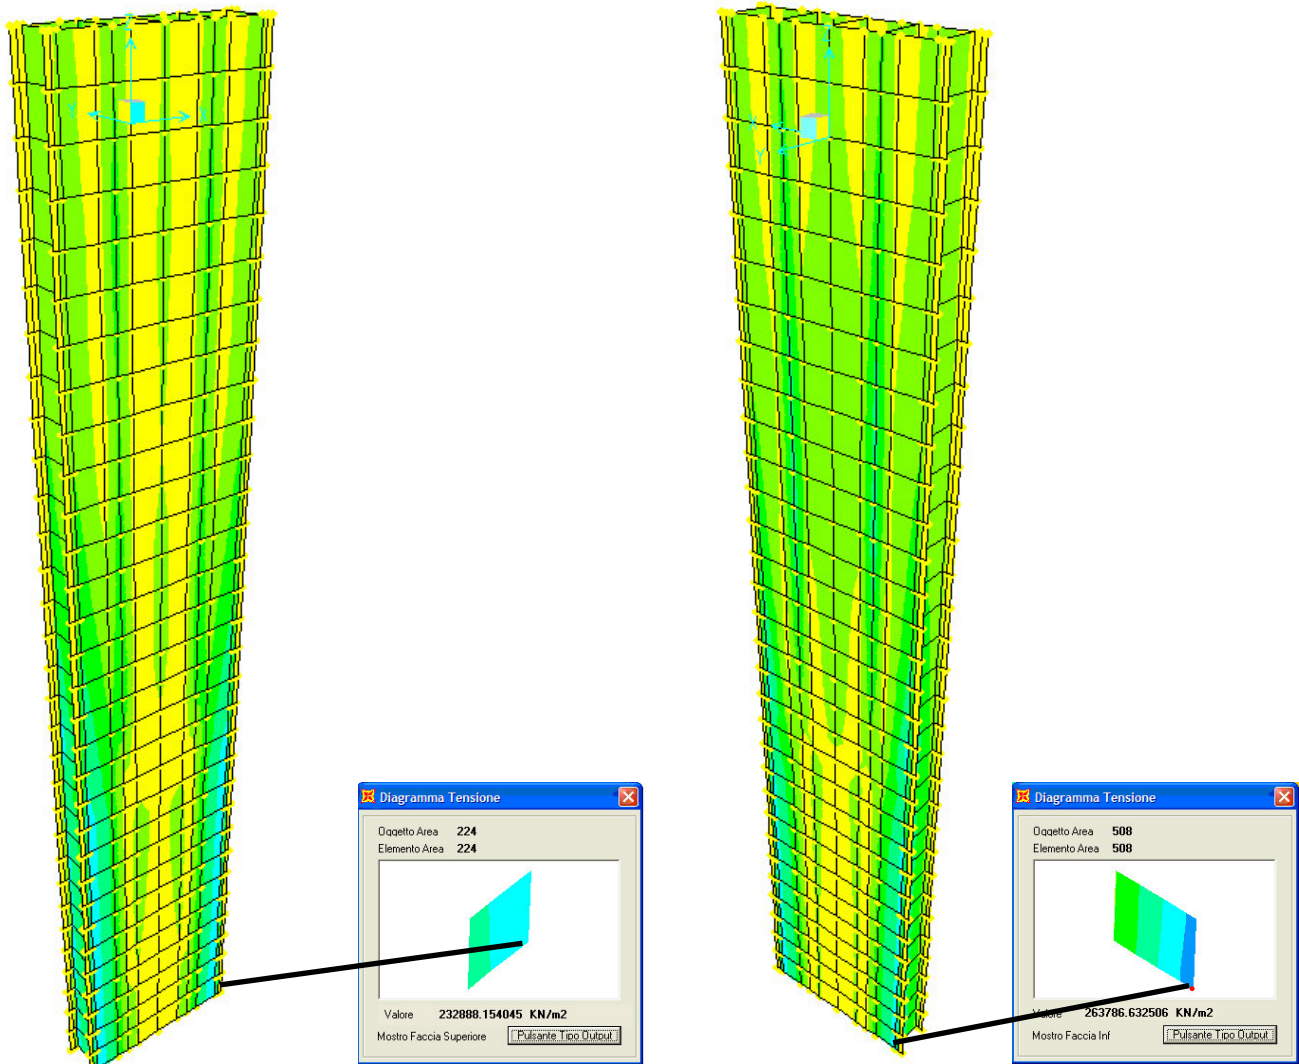 Z
Y
X
Z
X
Y
Diagramma Tensione
Oggetto Area 224
Elemento Area 224
Valore 232888.154045 KN/m2
Mostro Faccia Superiore Pulsante Tipo Output
Diagramma Tensione
Oggetto Area 508
Elemento Area 508
Valore 263786.632506 KN/m2
Mostro Faccia Inf Pulsante Tipo Output